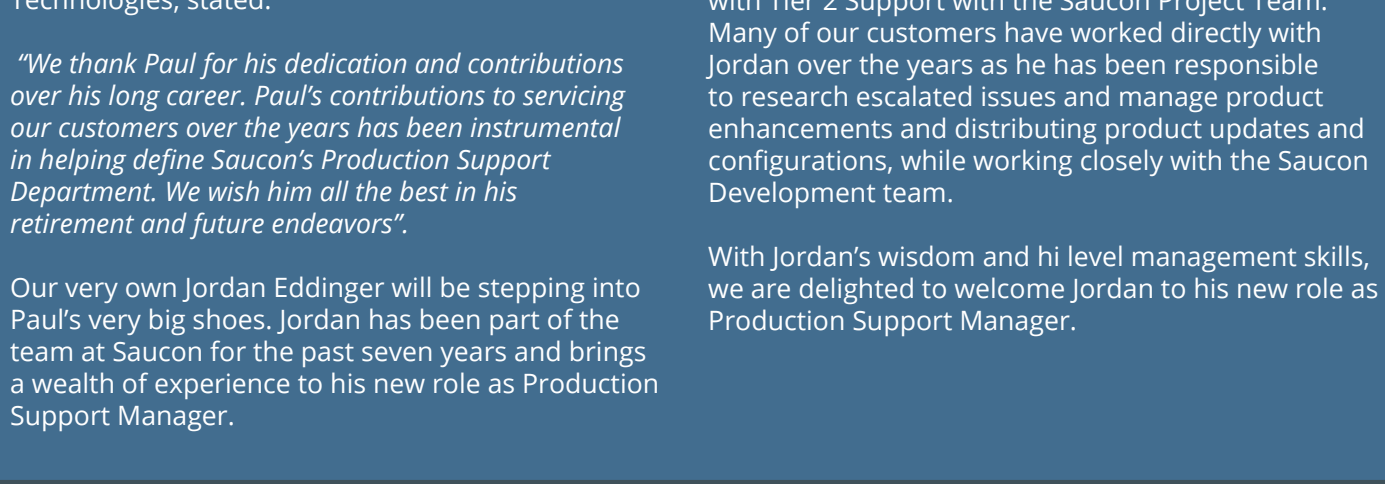 Technologies, stated:
“We thank Paul for his dedication and contributions
over his long career. Paul’s contributions to servicing
our customers over the years has been instrumental
in helping define Saucon’s Production Support
Department. We wish him all the best in his
retirement and future endeavors”.
Our very own Jordan Eddinger will be stepping into
Paul’s very big shoes. Jordan has been part of the
team at Saucon for the past seven years and brings
a wealth of experience to his new role as Production
Support Manager.
with Tier 2 Support with the Saucon Project Team.
Many of our customers have worked directly with
Jordan over the years as he has been responsible
to research escalated issues and manage product
enhancements and distributing product updates and
configurations, while working closely with the Saucon
Development team.
With Jordan’s wisdom and hi level management skills,
we are delighted to welcome Jordan to his new role as
Production Support Manager.